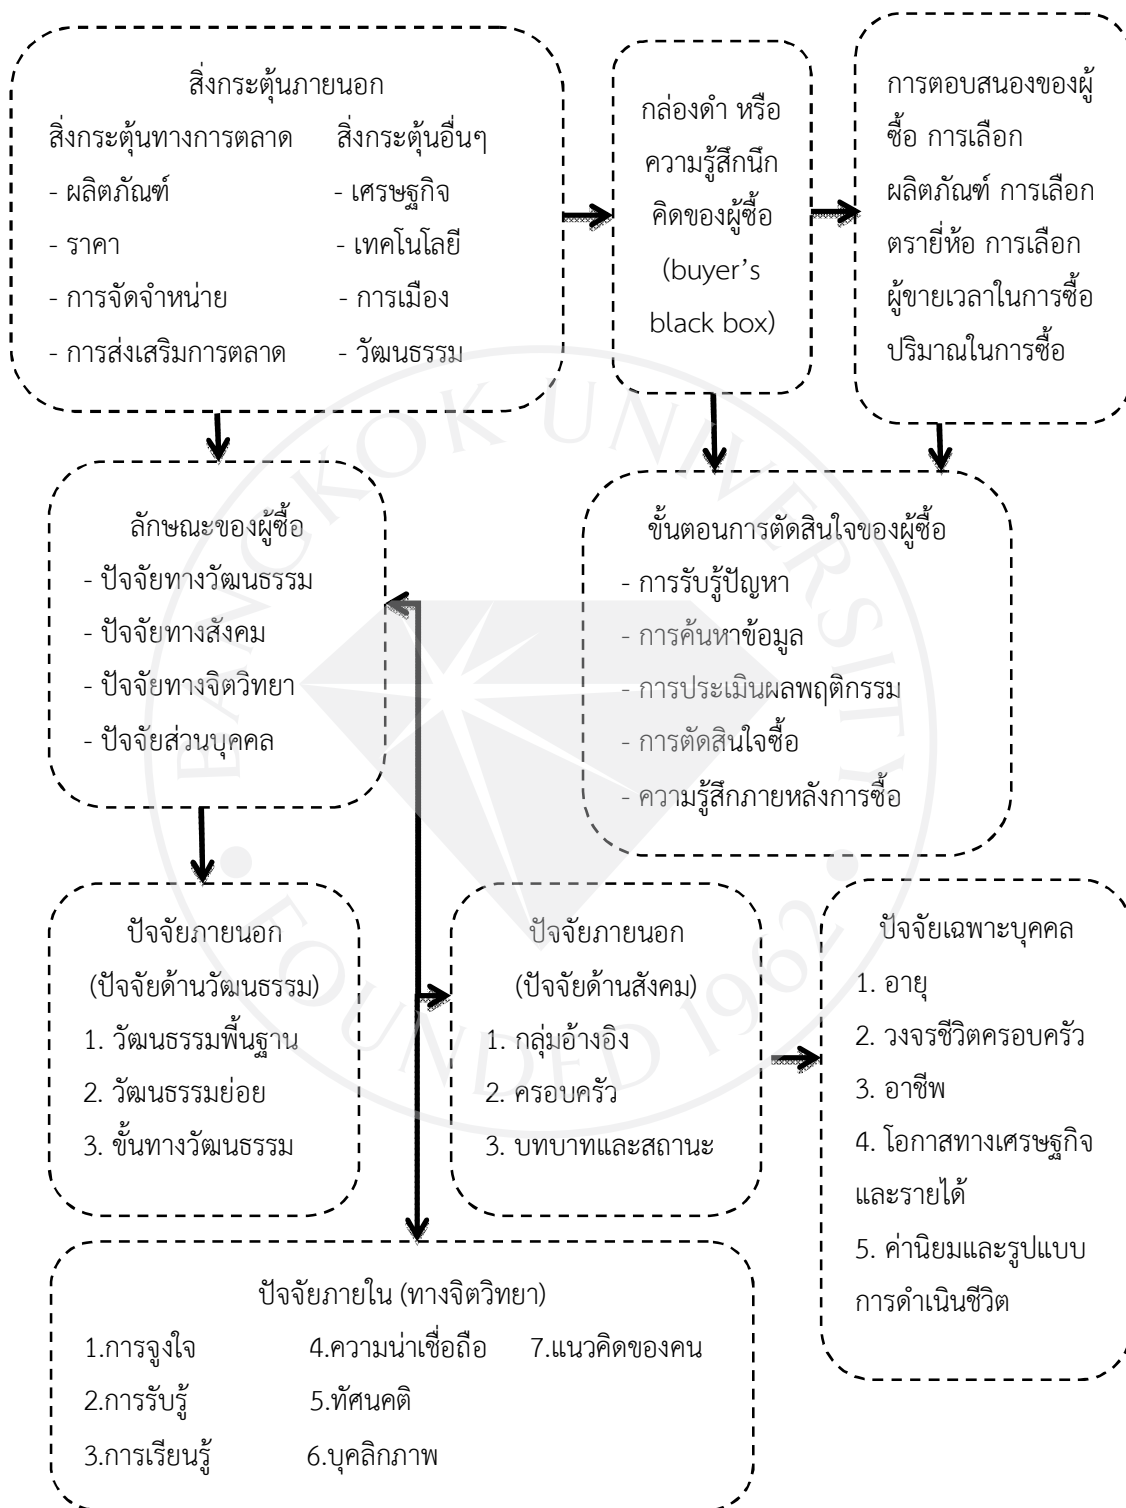 สิ่งกระตุ้นภายนอก
สิ่งกระตุ้นทางการตลาด สิ่งกระตุ้นอื่นๆ
- ผลิตภัณฑ์ - เศรษฐกิจ
- ราคา - เทคโนโลยี
- การจัดจำหน่าย - การเมือง
- การส่งเสริมการตลาด - วัฒนธรรม
กล่องดำ หรือ
ความรู้สึกนึก
คิดของผู้ซื้อ
(buyer's
black box)
การตอบสนองของผู้
ซื้อ การเลือก
ผลิตภัณฑ์ การเลือก
ตรายี่ห้อ การเลือก
ผู้ขายเวลาในการซื้อ
ปริมาณในการซื้อ
ลักษณะของผู้ซื้อ
- ปัจจัยทางวัฒนธรรม
- ปัจจัยทางสังคม
- ปัจจัยทางจิตวิทยา
- ปัจจัยส่วนบุคคล
ขั้นตอนการตัดสินใจของผู้ซื้อ
- การรับรู้ปัญหา
- การค้นหาข้อมูล
- การประเมินผลพฤติกรรม
- การตัดสินใจซื้อ
- ความรู้สึกภายหลังการซื้อ
ปัจจัยภายนอก
(ปัจจัยด้านวัฒนธรรม)
1. วัฒนธรรมพื้นฐาน
2. วัฒนธรรมย่อย
3. ขั้นทางวัฒนธรรม
ปัจจัยภายนอก
(ปัจจัยด้านสังคม)
1. กลุ่มอ้างอิง
2. ครอบครัว
3. บทบาทและสถานะ
ปัจจัยเฉพาะบุคคล
1. อายุ
2. วงจรชีวิตครอบครัว
3. อาชีพ
4. โอกาสทางเศรษฐกิจ
และรายได้
5. ค่านิยมและรูปแบบ
การดำเนินชีวิต
ปัจจัยภายใน (ทางจิตวิทยา)
1.การจูงใจ 4.ความน่าเชื่อถือ 7.แนวคิดของคน
2.การรับรู้ 5.ทัศนคติ
3.การเรียนรู้ 6.บุคลิกภาพ
BANGKOK UNIVERSITY
FOUNDED 1962